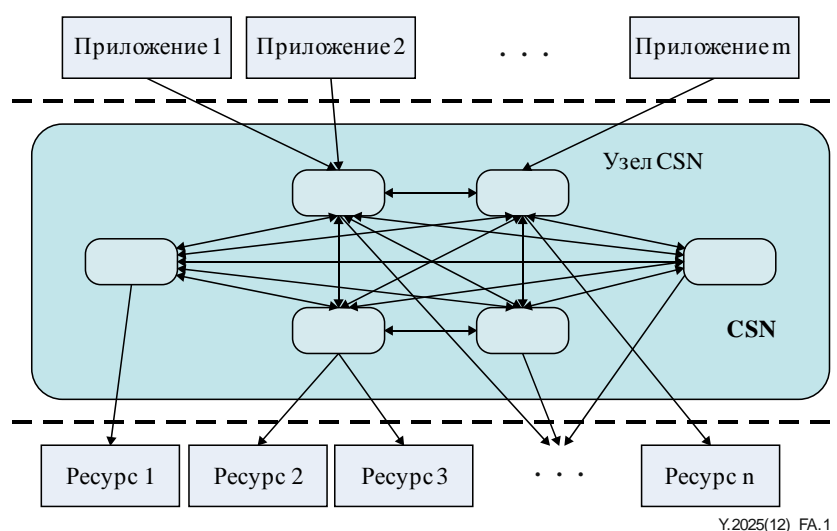 Приложение 1 Приложение 2 . . . Приложение m
Узел CSN
CSN
Ресурс 1 Ресурс 2 Ресурс 3 . . . Ресурс n
Y.2025(12)_FA.1